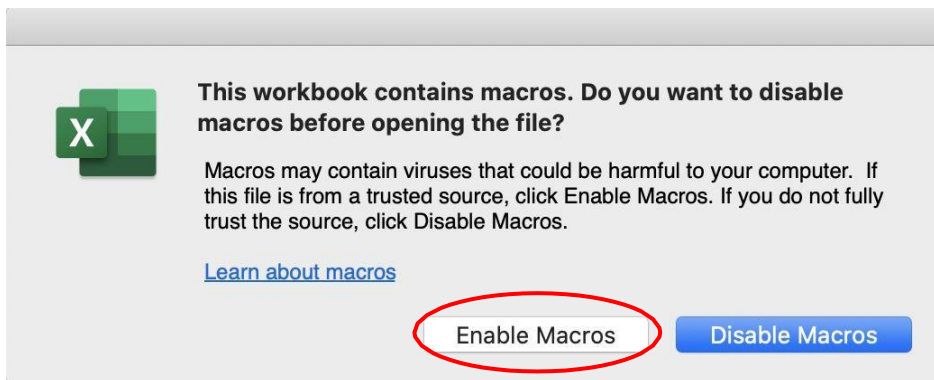 X
This workbook contains macros. Do you want to disable
macros before opening the file?
Macros may contain viruses that could be harmful to your computer.  If
this file is from a trusted source, click Enable Macros. If you do not fully
trust the source, click Disable Macros.
Learn about macros
Enable Macros
Disable Macros